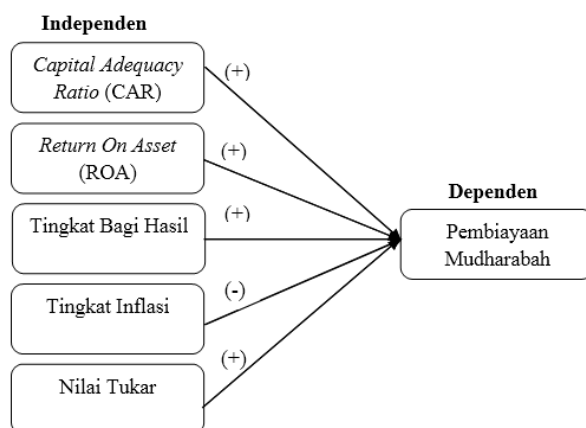 Independen
Capital Adequacy
Ratio (CAR)
(+)
Return On Asset
(ROA)
(+)
Tingkat Bagi Hasil
(+)
Tingkat Inflasi
(-)
Nilai Tukar
(+)
Dependen
Pembiayaan
Mudharabah